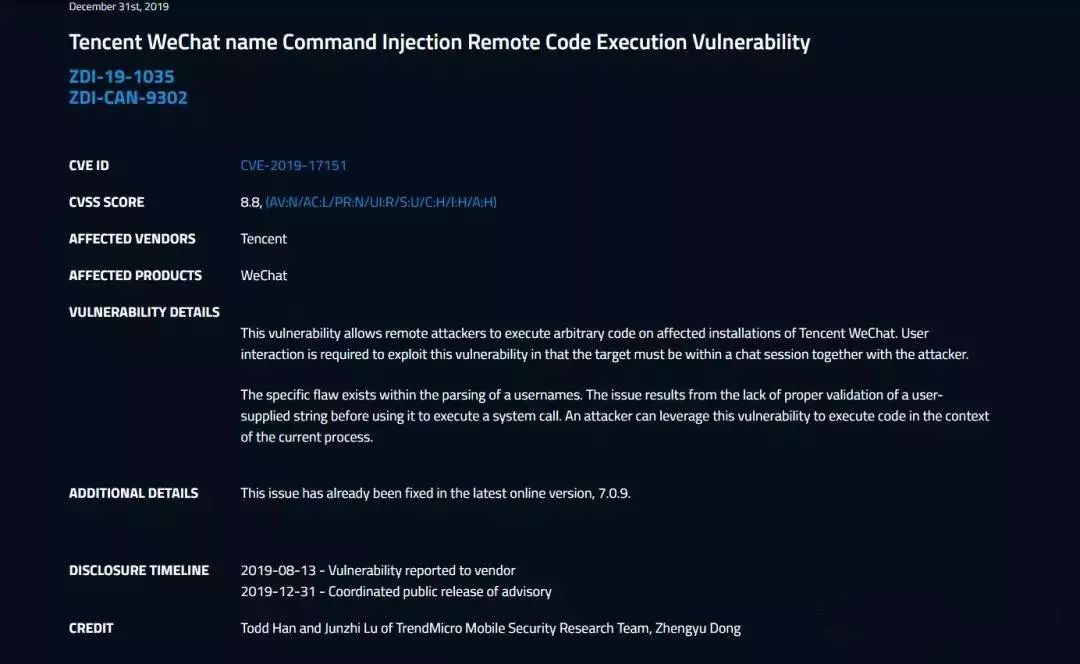 December 31st, 2019
Tencent WeChat name Command Injection Remote Code Execution Vulnerability
ZDI-19-1035
ZDI-CAN-9302
CVE ID CVE-2019-17151
CVSS SCORE 8.8, (AV:N/AC:L/PR:N/UI:R/S:U/C:H/I:H/A:H)
AFFECTED VENDORS Tencent
AFFECTED PRODUCTS WeChat
VULNERABILITY DETAILS
This vulnerability allows remote attackers to execute arbitrary code on affected installations of Tencent WeChat. User
interaction is required to exploit this vulnerability in that the target must be within a chat session together with the attacker.
The specific flaw exists within the parsing of a usernames. The issue results from the lack of proper validation of a user-
supplied string before using it to execute a system call. An attacker can leverage this vulnerability to execute code in the context
of the current process.
ADDITIONAL DETAILS This issue has already been fixed in the latest online version, 7.0.9.
DISCLOSURE TIMELINE 2019-08-13 - Vulnerability reported to vendor
2019-12-31 - Coordinated public release of advisory
CREDIT Todd Han and Junzhi Lu of TrendMicro Mobile Security Research Team, Zhengyu Dong